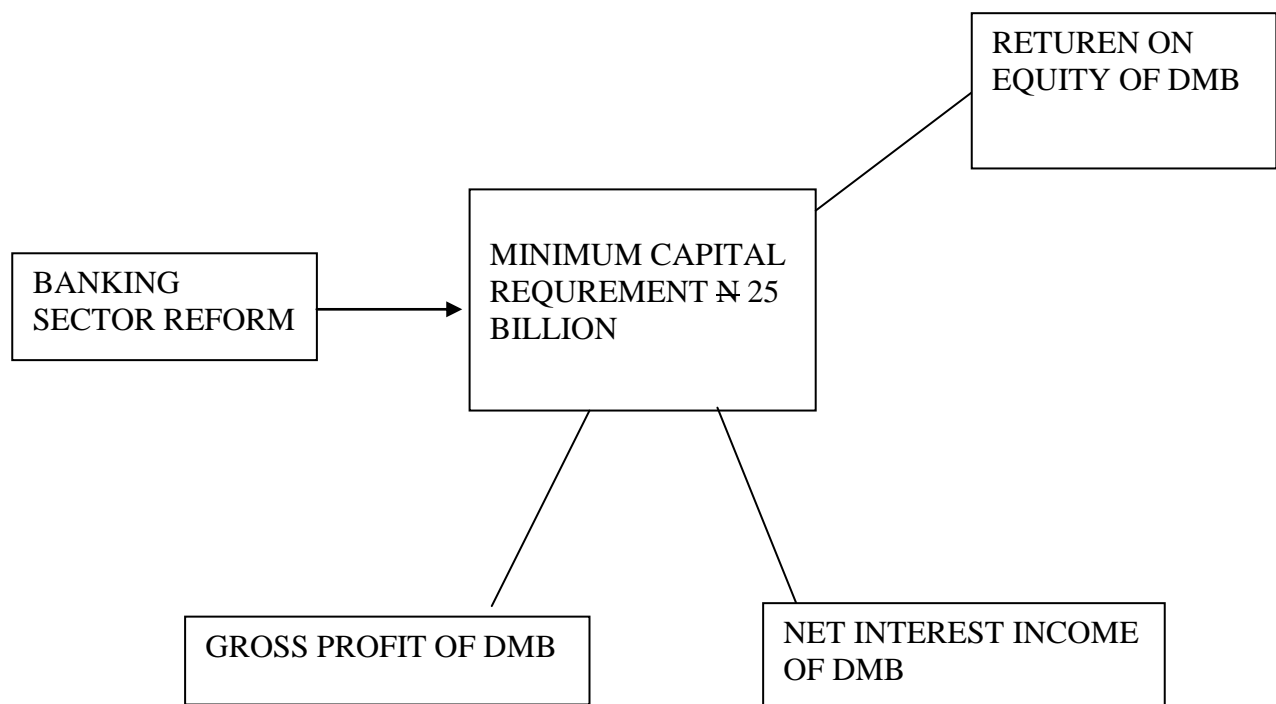 RETUREN ON
EQUITY OF DMB
MINIMUM CAPITAL
REQUREMENT ₦ 25
BILLION
BANKING
SECTOR REFORM
GROSS PROFIT OF DMB
NET INTEREST INCOME
OF DMB